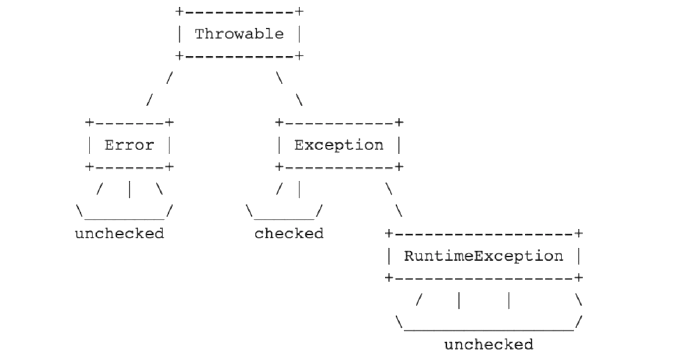 Throwable
Error
Exception
unchecked
checked
RuntimeException
unchecked